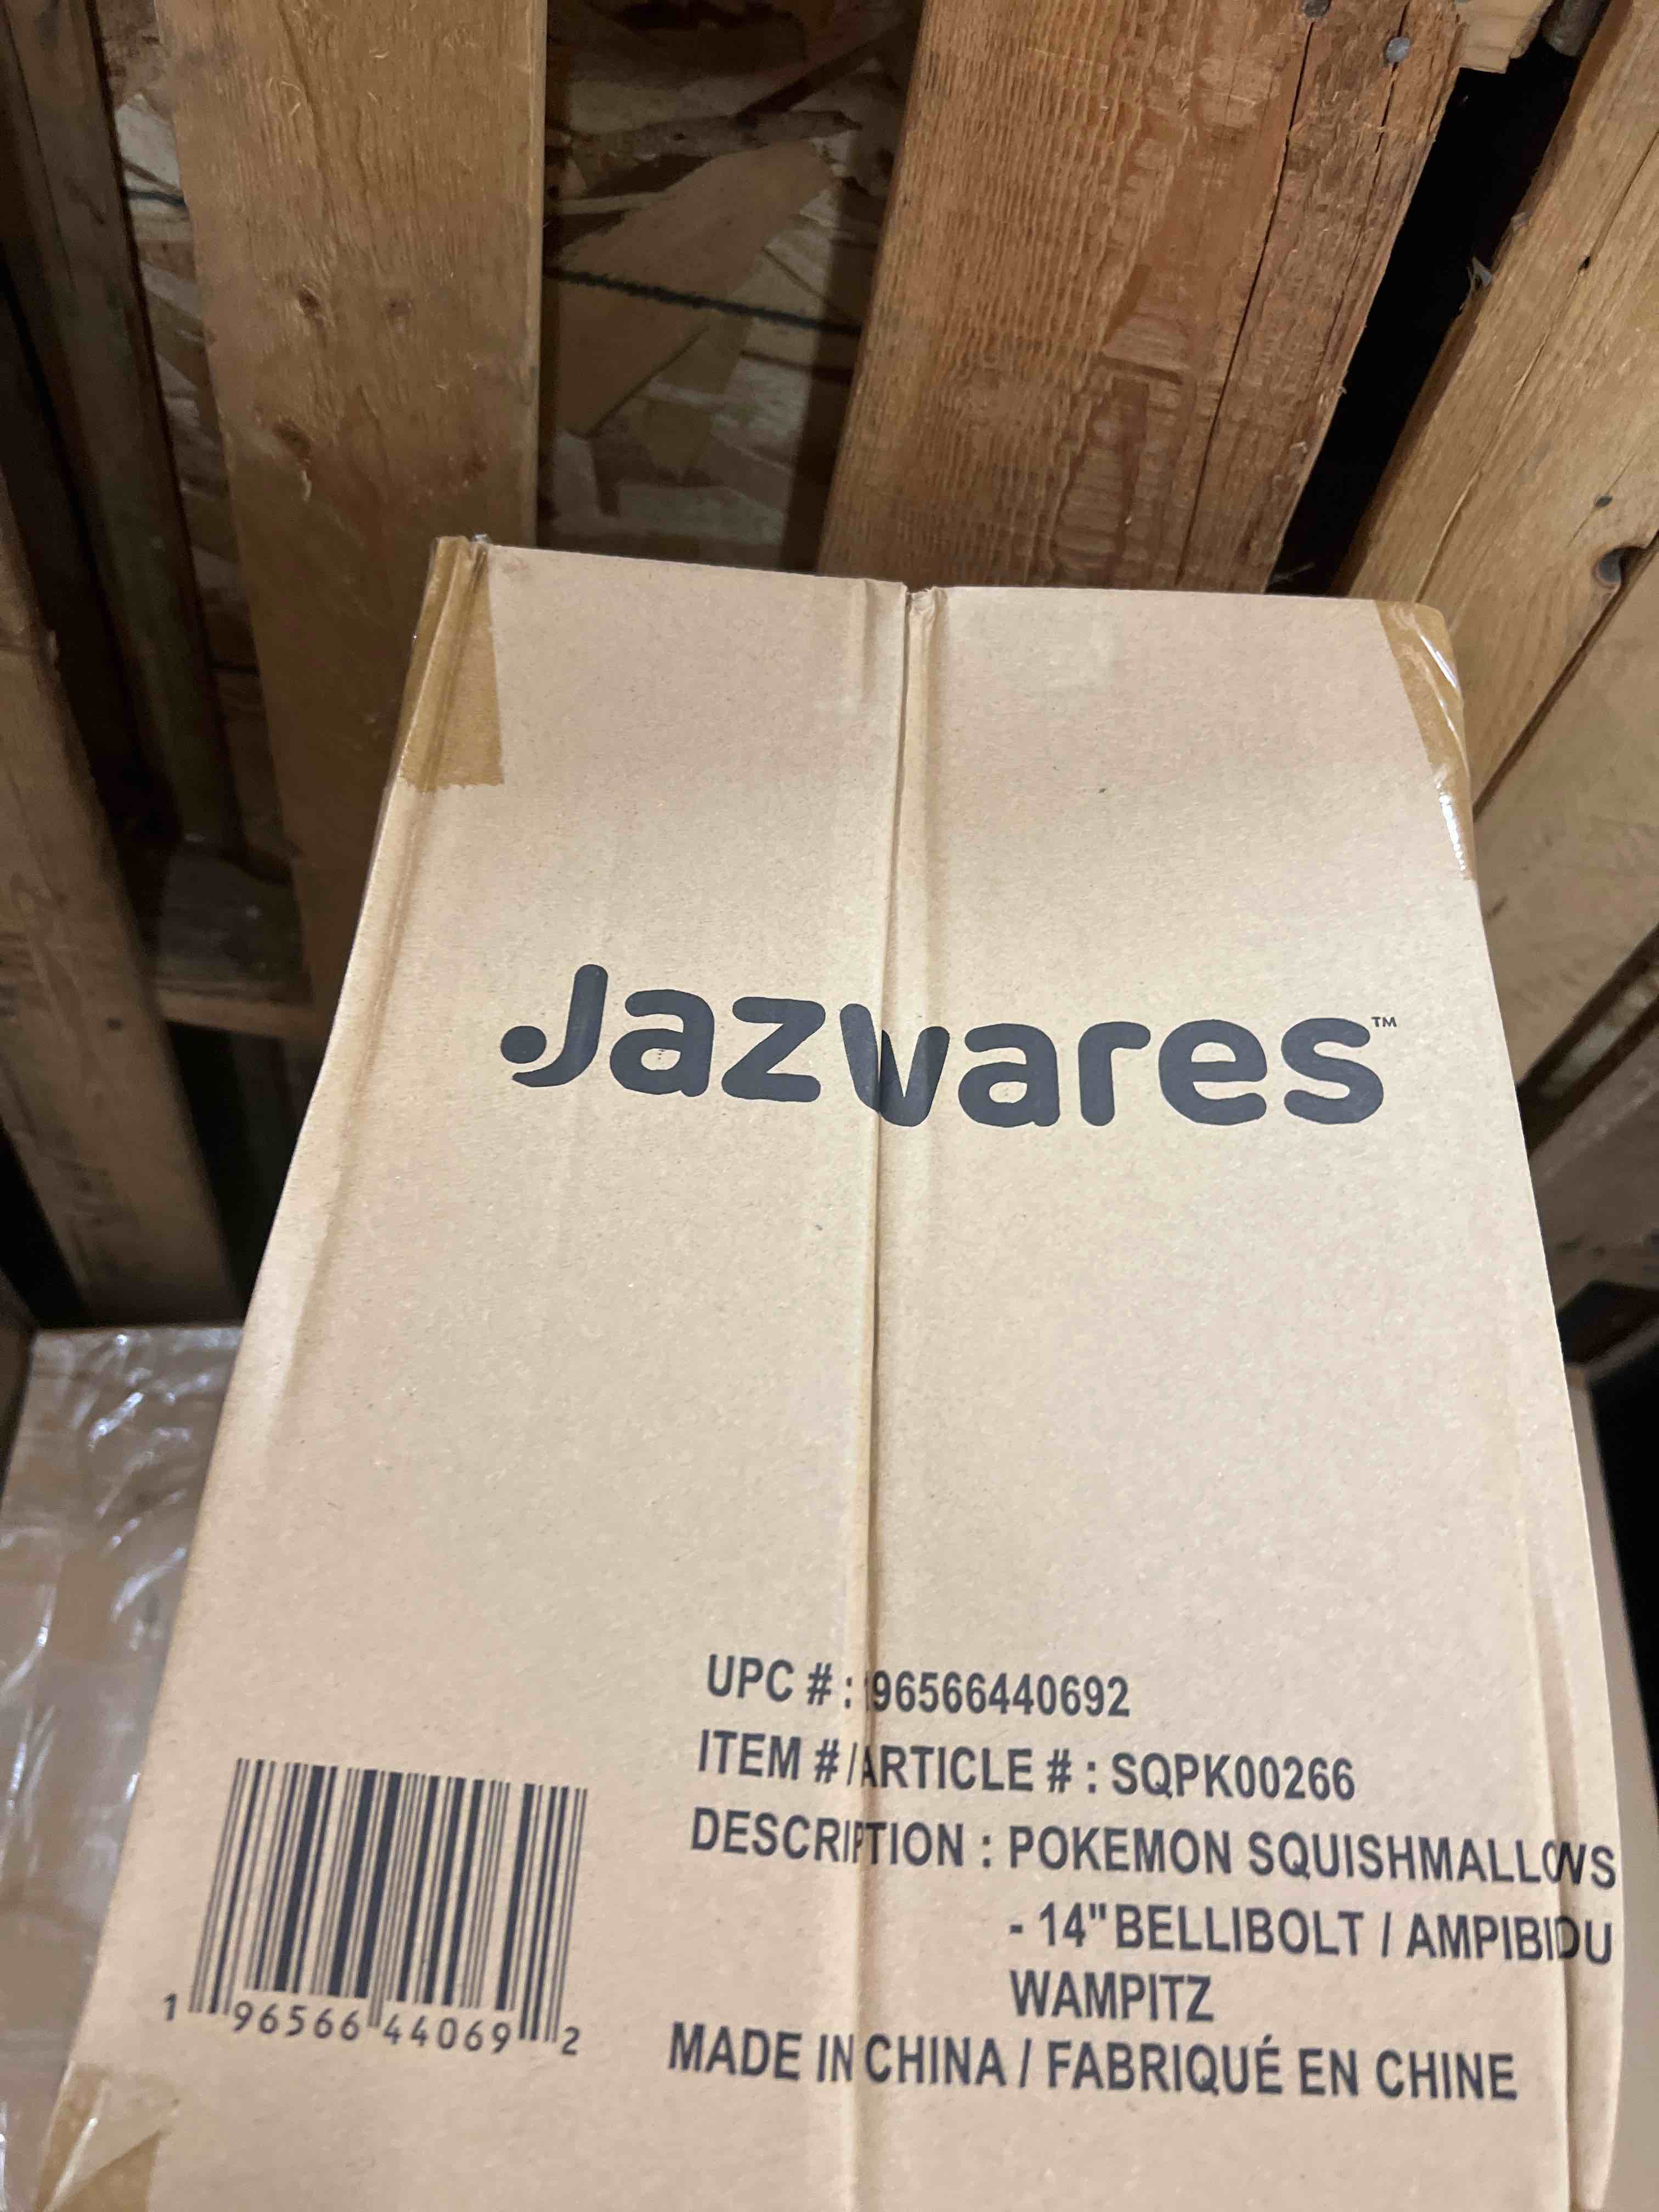 Jazwares™
UPC # : 196566440692
ITEM # / ARTICLE # : SQPK00266
DESCRIPTION : POKEMON SQUISHMALLOWS
- 14" BELLIBOLT / AMPIBIDOU
WAMPITZ
MADE IN CHINA / FABRIQUÉ EN CHINE
1 96566 44069 2